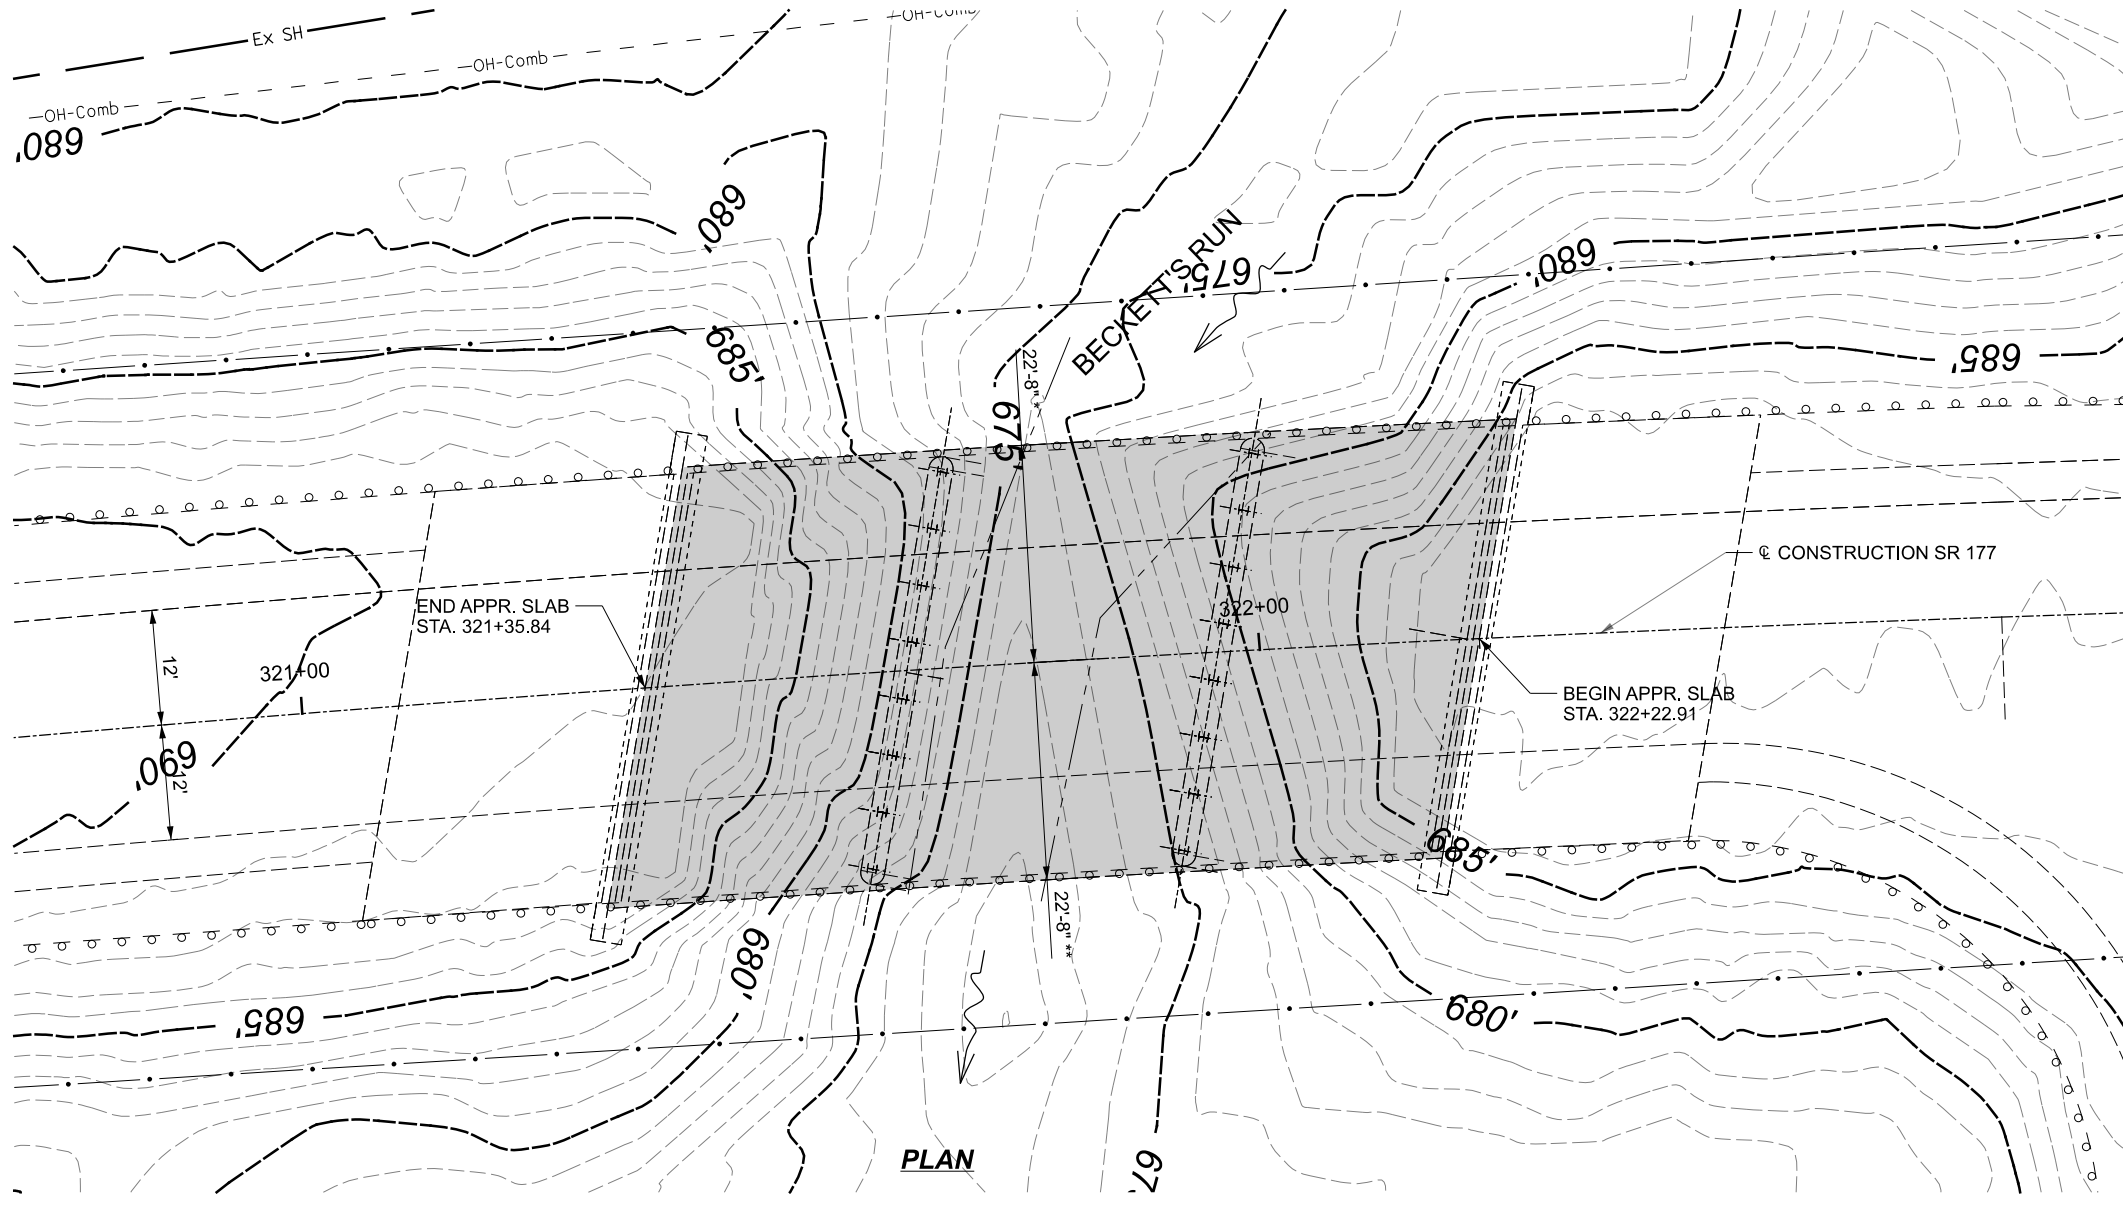 Ex SH
OH-Comb
OH-Comb
OH-Comb
680'
680'
BECKETT'S RUN
675'
680'
685'
685'
22'-8" *
675'
℄ CONSTRUCTION SR 177
END APPR. SLAB
STA. 321+35.84
322+00
12'
321+00
BEGIN APPR. SLAB
STA. 322+22.91
690'
12'
685'
22'-8" **
680'
685'
680'
PLAN
67